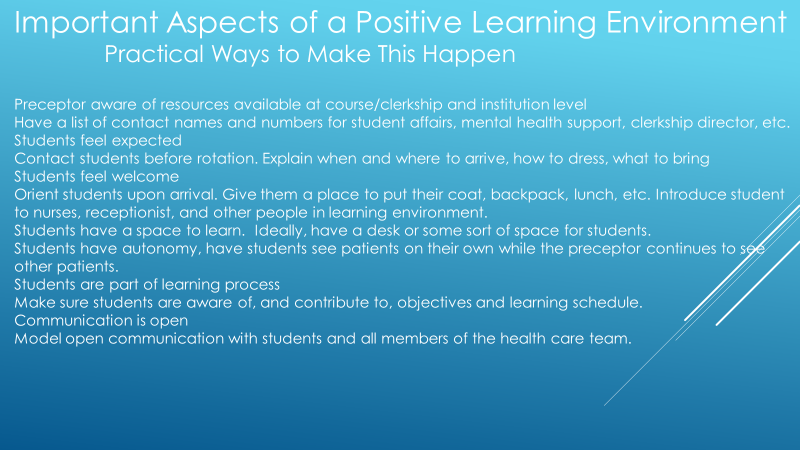 Important Aspects of a Positive Learning Environment
Practical Ways to Make This Happen
Preceptor aware of resources available at course/clerkship and institution level
Have a list of contact names and numbers for student affairs, mental health support, clerkship director, etc.
Students feel expected
Contact students before rotation. Explain when and where to arrive, how to dress, what to bring
Students feel welcome
Orient students upon arrival. Give them a place to put their coat, backpack, lunch, etc. Introduce student
to nurses, receptionist, and other people in learning environment.
Students have a space to learn.  Ideally, have a desk or some sort of space for students.
Students have autonomy, have students see patients on their own while the preceptor continues to see
other patients.
Students are part of learning process
Make sure students are aware of, and contribute to, objectives and learning schedule.
Communication is open
Model open communication with students and all members of the health care team.